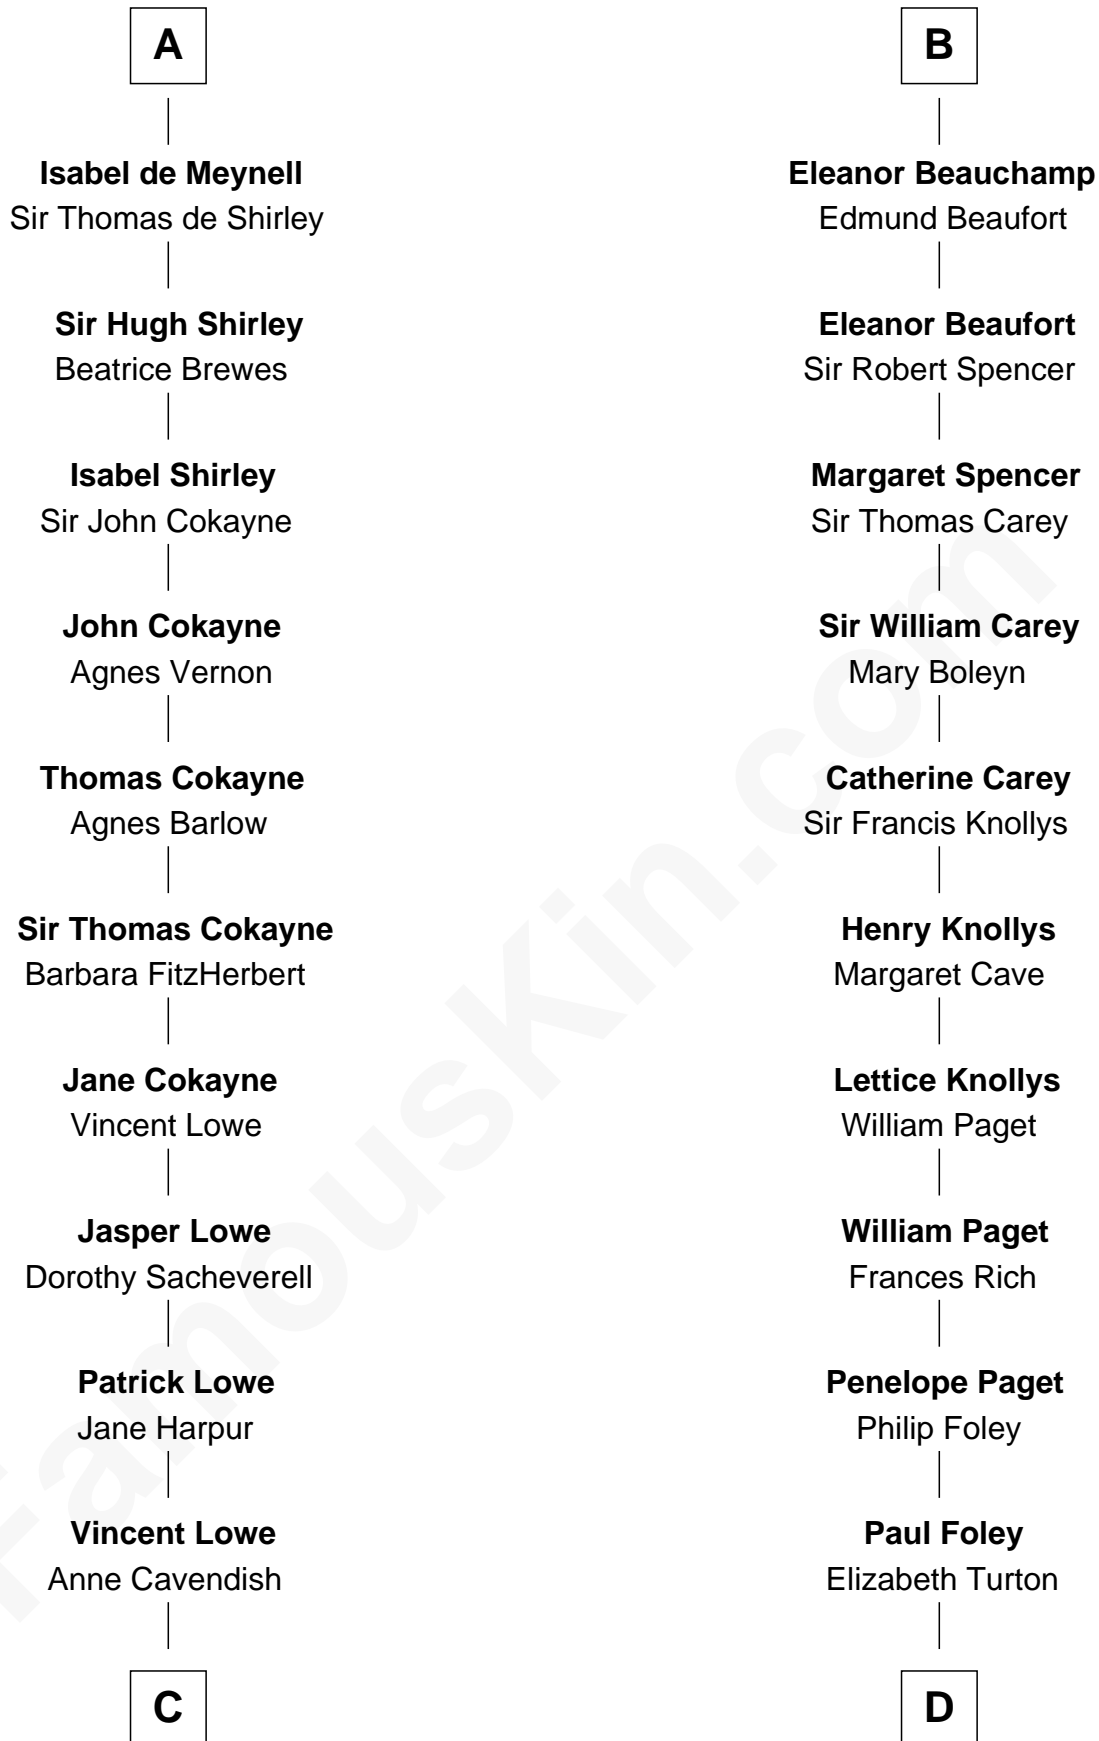 A
Isabel de Meynell
Sir Thomas de Shirley
Sir Hugh Shirley
Beatrice Brewes
Isabel Shirley
Sir John Cokayne
John Cokayne
Agnes Vernon
Thomas Cokayne
Agnes Barlow
Sir Thomas Cokayne
Barbara FitzHerbert
Jane Cokayne
Vincent Lowe
Jasper Lowe
Dorothy Sacheverell
Patrick Lowe
Jane Harpur
Vincent Lowe
Anne Cavendish
C
B
Eleanor Beauchamp
Edmund Beaufort
Eleanor Beaufort
Sir Robert Spencer
Margaret Spencer
Sir Thomas Carey
Sir William Carey
Mary Boleyn
Catherine Carey
Sir Francis Knollys
Henry Knollys
Margaret Cave
Lettice Knollys
William Paget
William Paget
Frances Rich
Penelope Paget
Philip Foley
Paul Foley
Elizabeth Turton
D
FamousKin.com